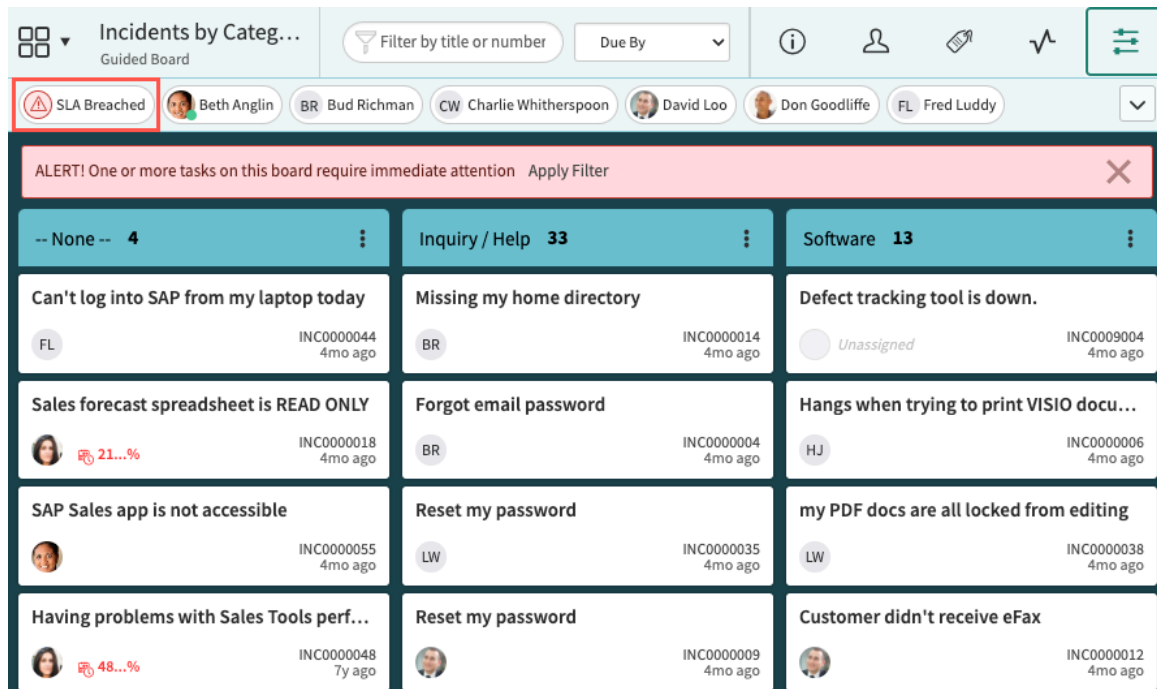 Incidents by Categ...
Guided Board
Filter by title or number
Due By
SLA Breached
Beth Anglin
BR Bud Richman
CW Charlie Whitherspoon
David Loo
Don Goodliffe
FL Fred Luddy
ALERT! One or more tasks on this board require immediate attention Apply Filter
-- None -- 4
Can't log into SAP from my laptop today
FL
INC0000044
4mo ago
Sales forecast spreadsheet is READ ONLY
21...%
INC0000018
4mo ago
SAP Sales app is not accessible
INC0000055
4mo ago
Having problems with Sales Tools perf...
48...%
INC0000048
7y ago
Inquiry / Help 33
Missing my home directory
BR
INC0000014
4mo ago
Forgot email password
BR
INC0000004
4mo ago
Reset my password
LW
INC0000035
4mo ago
Reset my password
INC0000009
4mo ago
Software 13
Defect tracking tool is down.
Unassigned
INC0009004
4mo ago
Hangs when trying to print VISIO docu...
HJ
INC0000006
4mo ago
my PDF docs are all locked from editing
LW
INC0000038
4mo ago
Customer didn't receive eFax
INC0000012
4mo ago